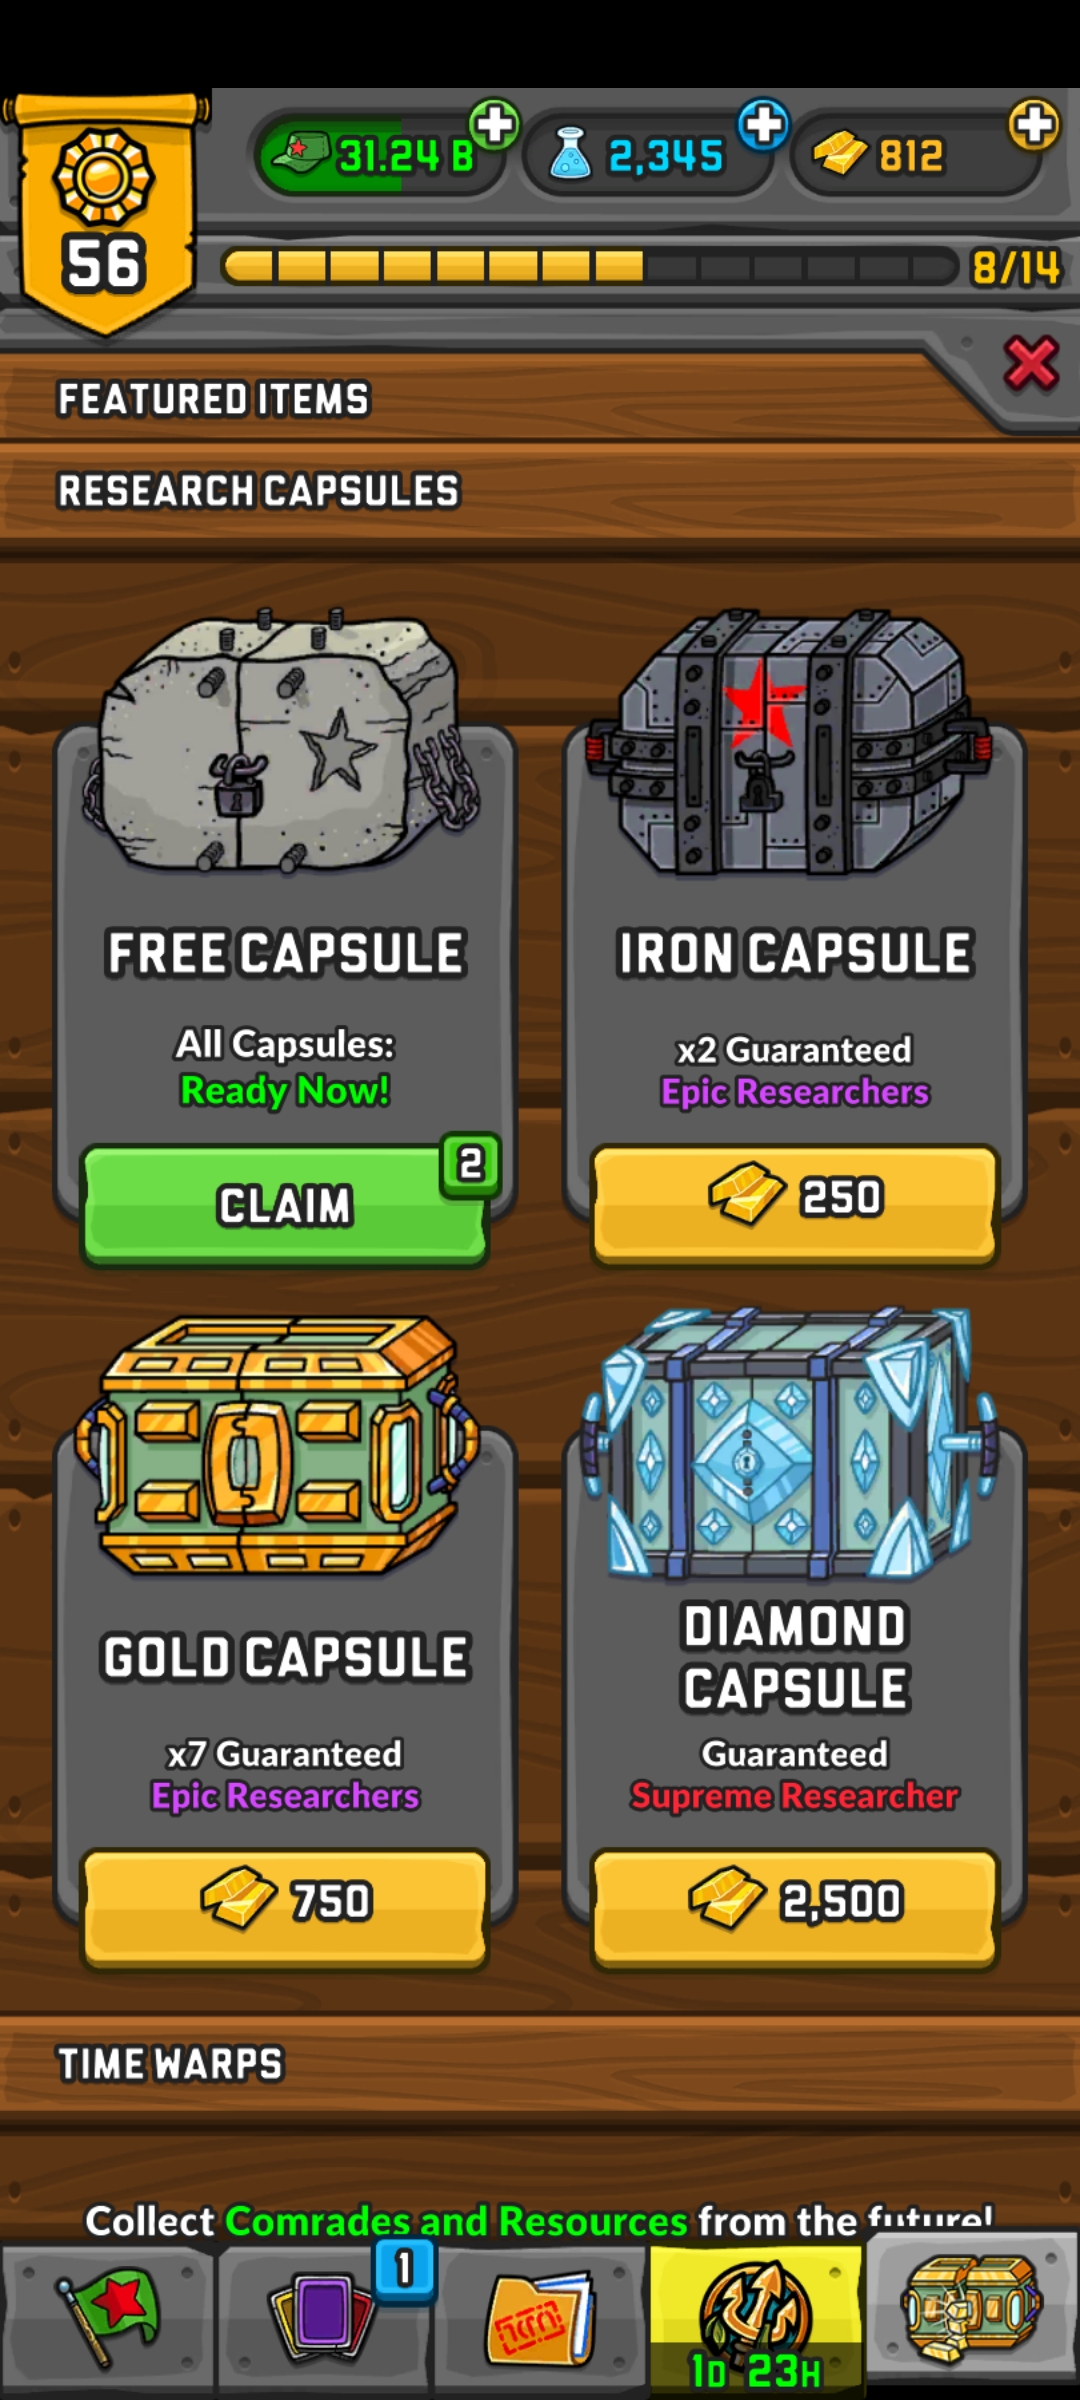 31.24 B
2,345
812
56
8/14
FEATURED ITEMS
RESEARCH CAPSULES
FREE CAPSULE
All Capsules:
Ready Now!
2
CLAIM
IRON CAPSULE
x2 Guaranteed
Epic Researchers
250
GOLD CAPSULE
x7 Guaranteed
Epic Researchers
750
DIAMOND
CAPSULE
Guaranteed
Supreme Researcher
2,500
TIME WARPS
Collect Comrades and Resources from the future!
1
1D 23H